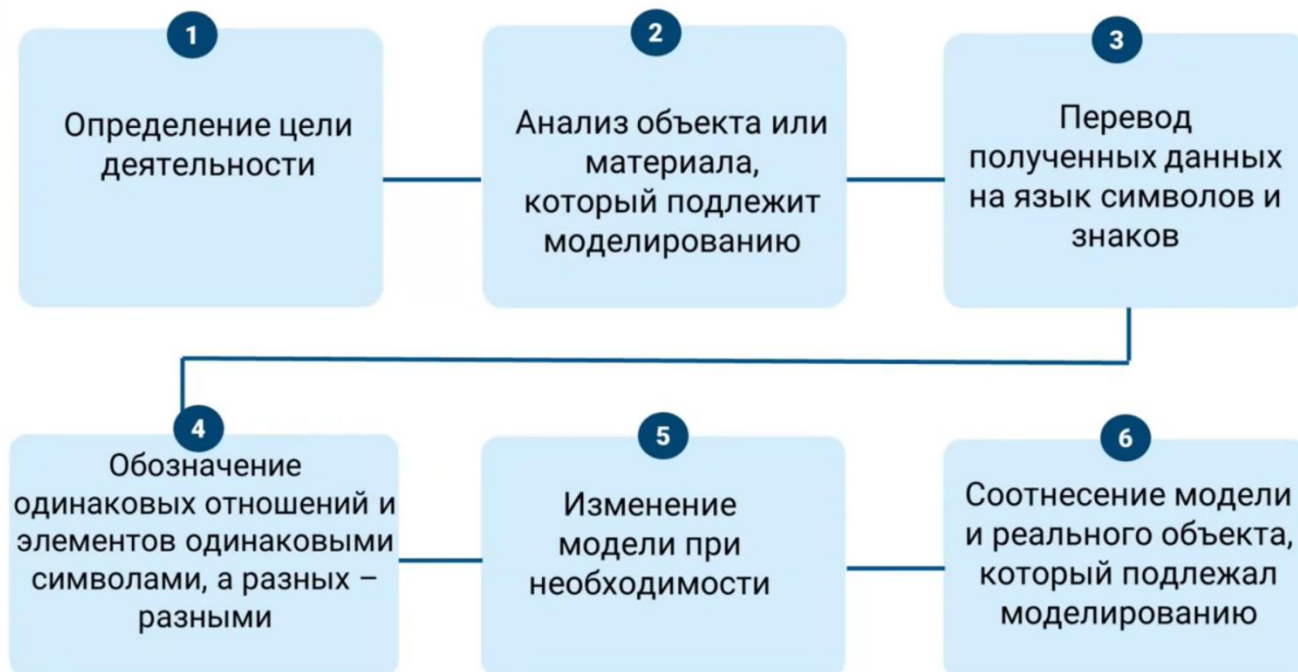 1
Определение цели
деятельности
2
Анализ объекта или
материала,
который подлежит
моделированию
3
Перевод
полученных данных
на язык символов и
знаков
4
Обозначение
одинаковых отношений и
элементов одинаковыми
символами, а разных –
разными
5
Изменение
модели при
необходимости
6
Соотнесение модели
и реального объекта,
который подлежал
моделированию